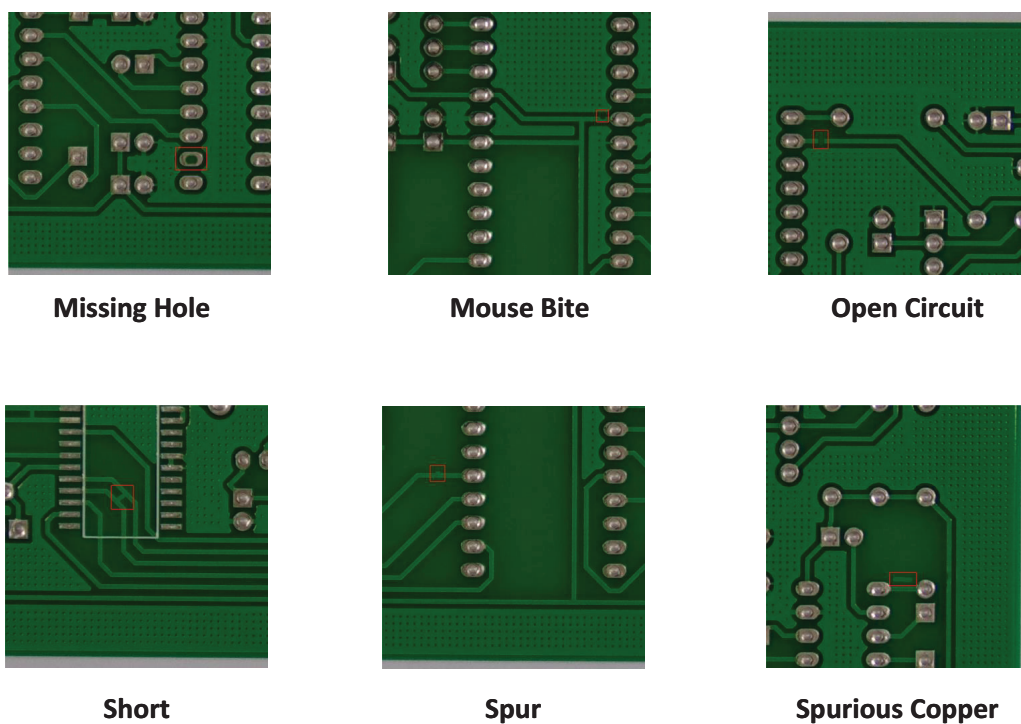 Missing Hole
Mouse Bite
Open Circuit
Short
Spur
Spurious Copper